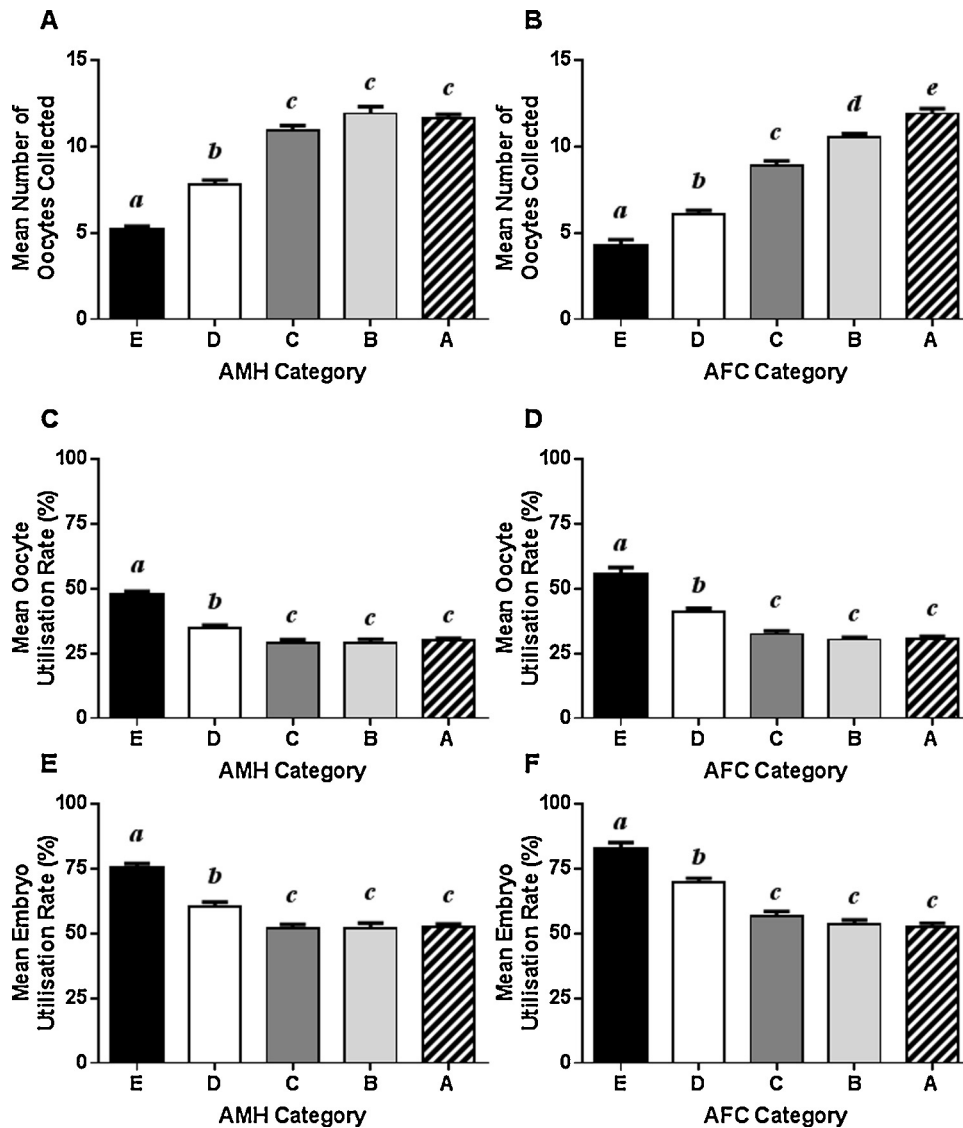 A
Mean Number of
Oocytes Collected
15
10
5
0
a
b
c
c
c
E D C B A
AMH Category
B
Mean Number of
Oocytes Collected
15
10
5
0
a
b
c
d
e
E D C B A
AFC Category
C
Mean Oocyte
Utilisation Rate (%)
100
75
50
25
0
a
b
c
c
c
E D C B A
AMH Category
D
Mean Oocyte
Utilisation Rate (%)
100
75
50
25
0
a
b
c
c
c
E D C B A
AFC Category
E
Mean Embryo
Utilisation Rate (%)
100
75
50
25
0
a
b
c
c
c
E D C B A
AMH Category
F
Mean Embryo
Utilisation Rate (%)
100
75
50
25
0
a
b
c
c
c
E D C B A
AFC Category